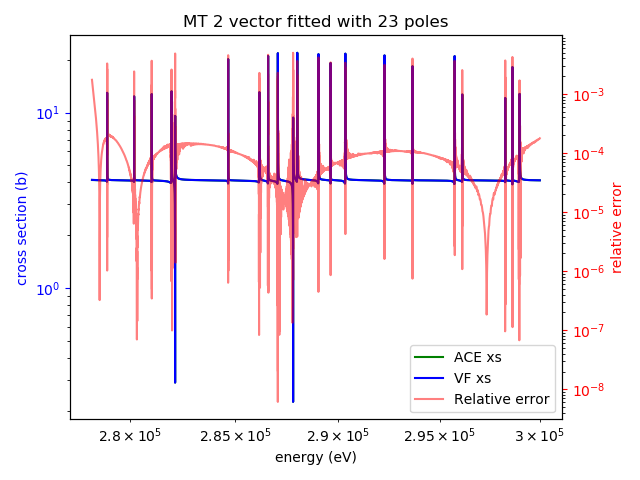 MT 2 vector fitted with 23 poles
cross section (b)
10¹
10⁰
10⁻³
10⁻⁴
10⁻⁵
10⁻⁶
10⁻⁷
10⁻⁸
relative error
ACE xs
VF xs
Relative error
2.8 × 10⁵ 2.85 × 10⁵ 2.9 × 10⁵ 2.95 × 10⁵ 3 × 10⁵
energy (eV)